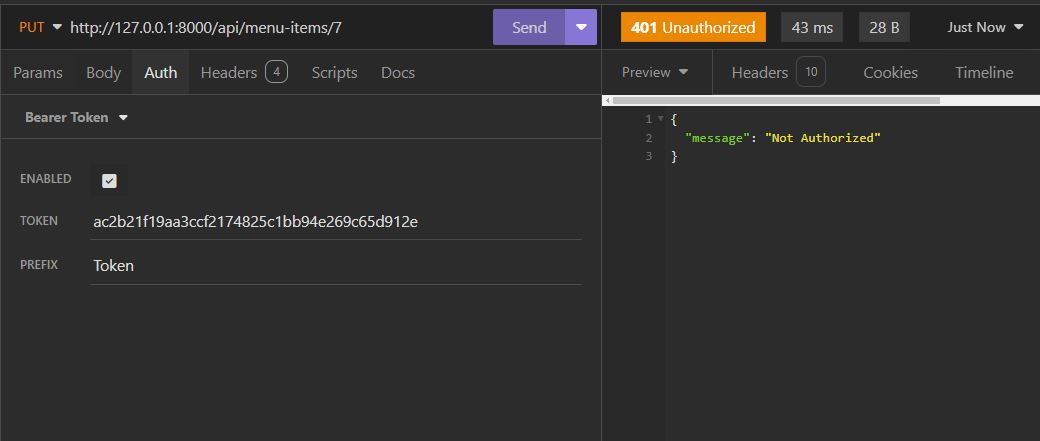 PUT http://127.0.0.1:8000/api/menu-items/7 Send
401 Unauthorized 43 ms 28 B Just Now
Params Body Auth Headers 4 Scripts Docs
Preview Headers 10 Cookies Timeline
Bearer Token
ENABLED
TOKEN ac2b21f19aa3ccf2174825c1bb94e269c65d912e
PREFIX Token
1 {
2 "message": "Not Authorized"
3 }